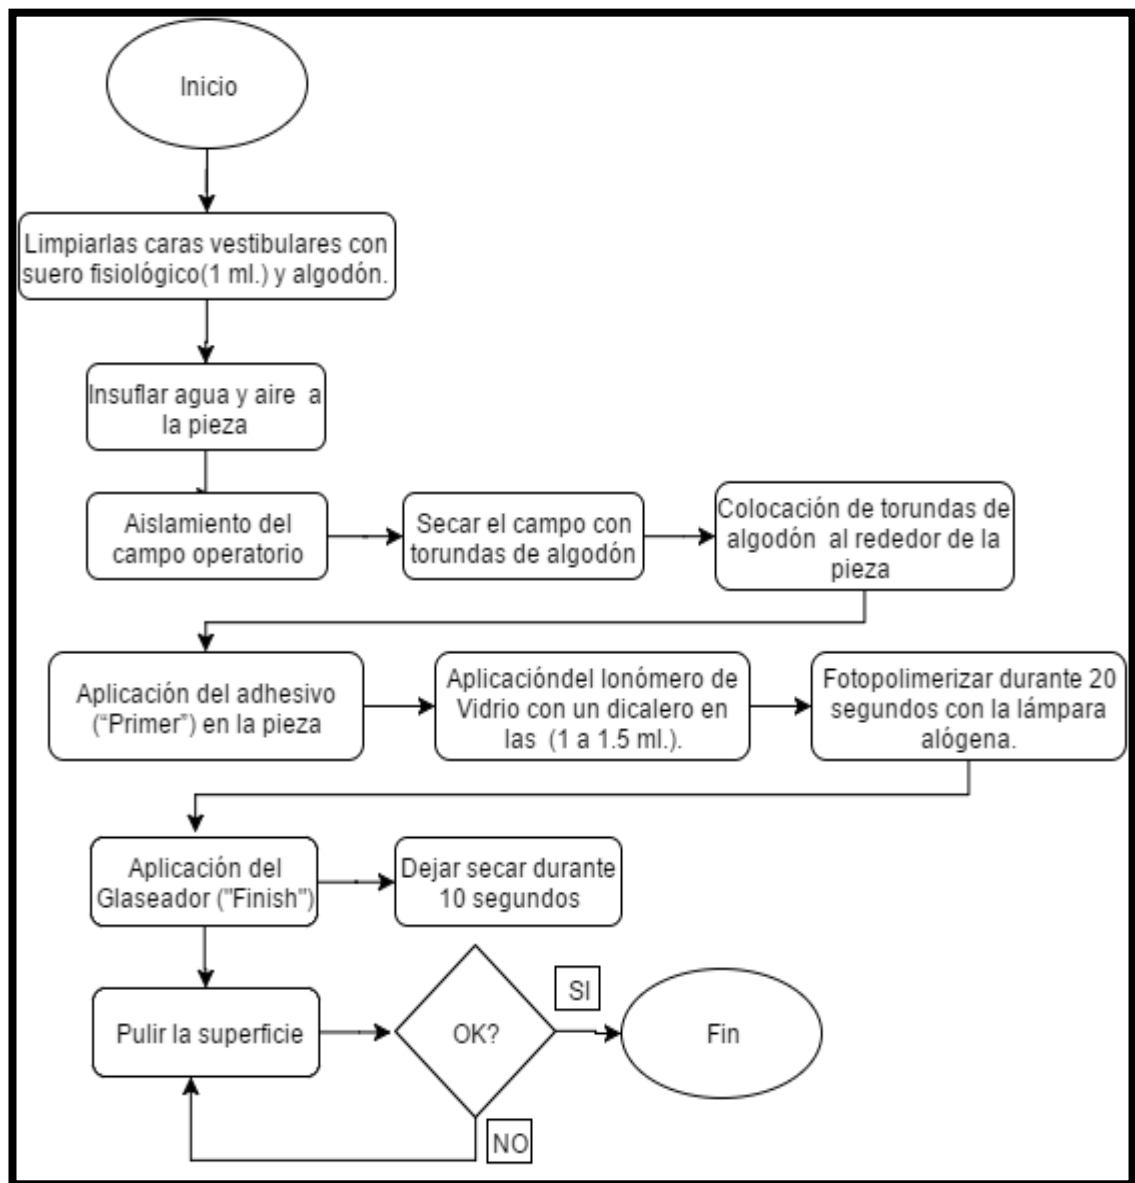 Inicio
Limpiarlas caras vestibulares con
suero fisiológico(1 ml.) y algodón.
Insuflar agua y aire a
la pieza
Aislamiento del
campo operatorio
Secar el campo con
torundas de algodón
Colocación de torundas de
algodón al rededor de la
pieza
Aplicación del adhesivo
(“Primer”) en la pieza
Aplicacióndel Ionómero de
Vidrio con un dicalero en
las (1 a 1.5 ml.).
Fotopolimerizar durante 20
segundos con la lámpara
alógena.
Aplicación del
Glaseador ("Finish")
Dejar secar durante
10 segundos
Pulir la superficie
OK?
SI
Fin
NO